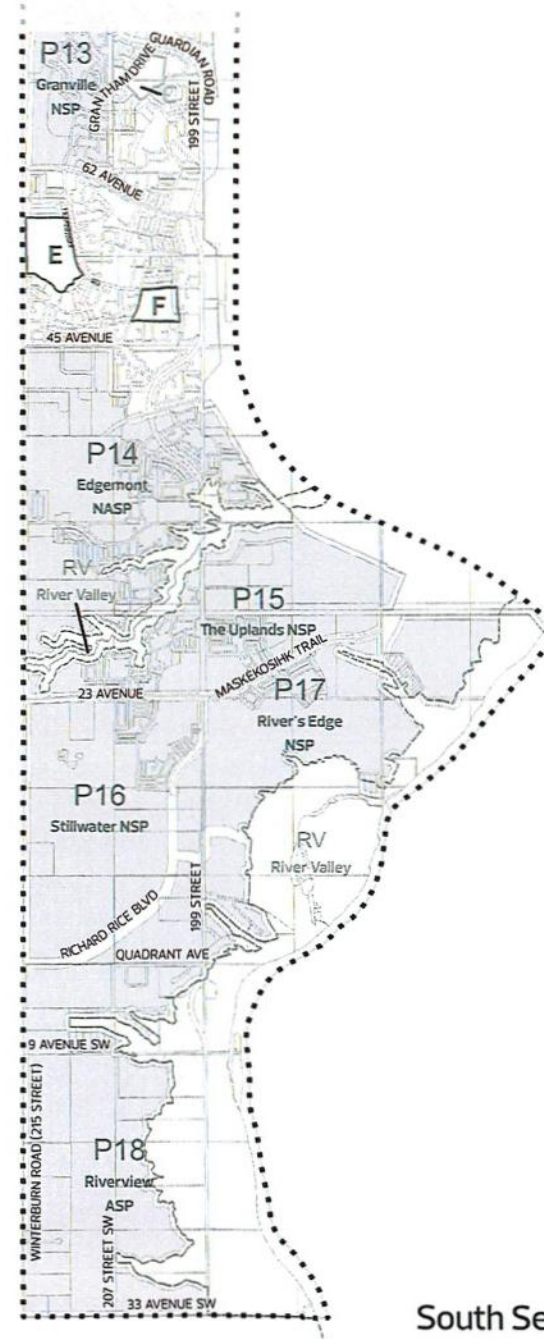 P13
Granville
NSP
GRANTHAM DRIVE
GUARDIAN ROAD
199 STREET
62 AVENUE
E
F
45 AVENUE
P14
Edgemont
NASP
RV
River Valley
P15
The Uplands NSP
MASKEKOSIHK TRAIL
23 AVENUE
P17
River's Edge
NSP
P16
Stillwater NSP
RV
River Valley
199 STREET
RICHARD RICE BLVD
QUADRANT AVE
9 AVENUE SW
WINTERBURN ROAD (215 STREET)
P18
Riverview
ASP
207 STREET SW
33 AVENUE SW
South Se